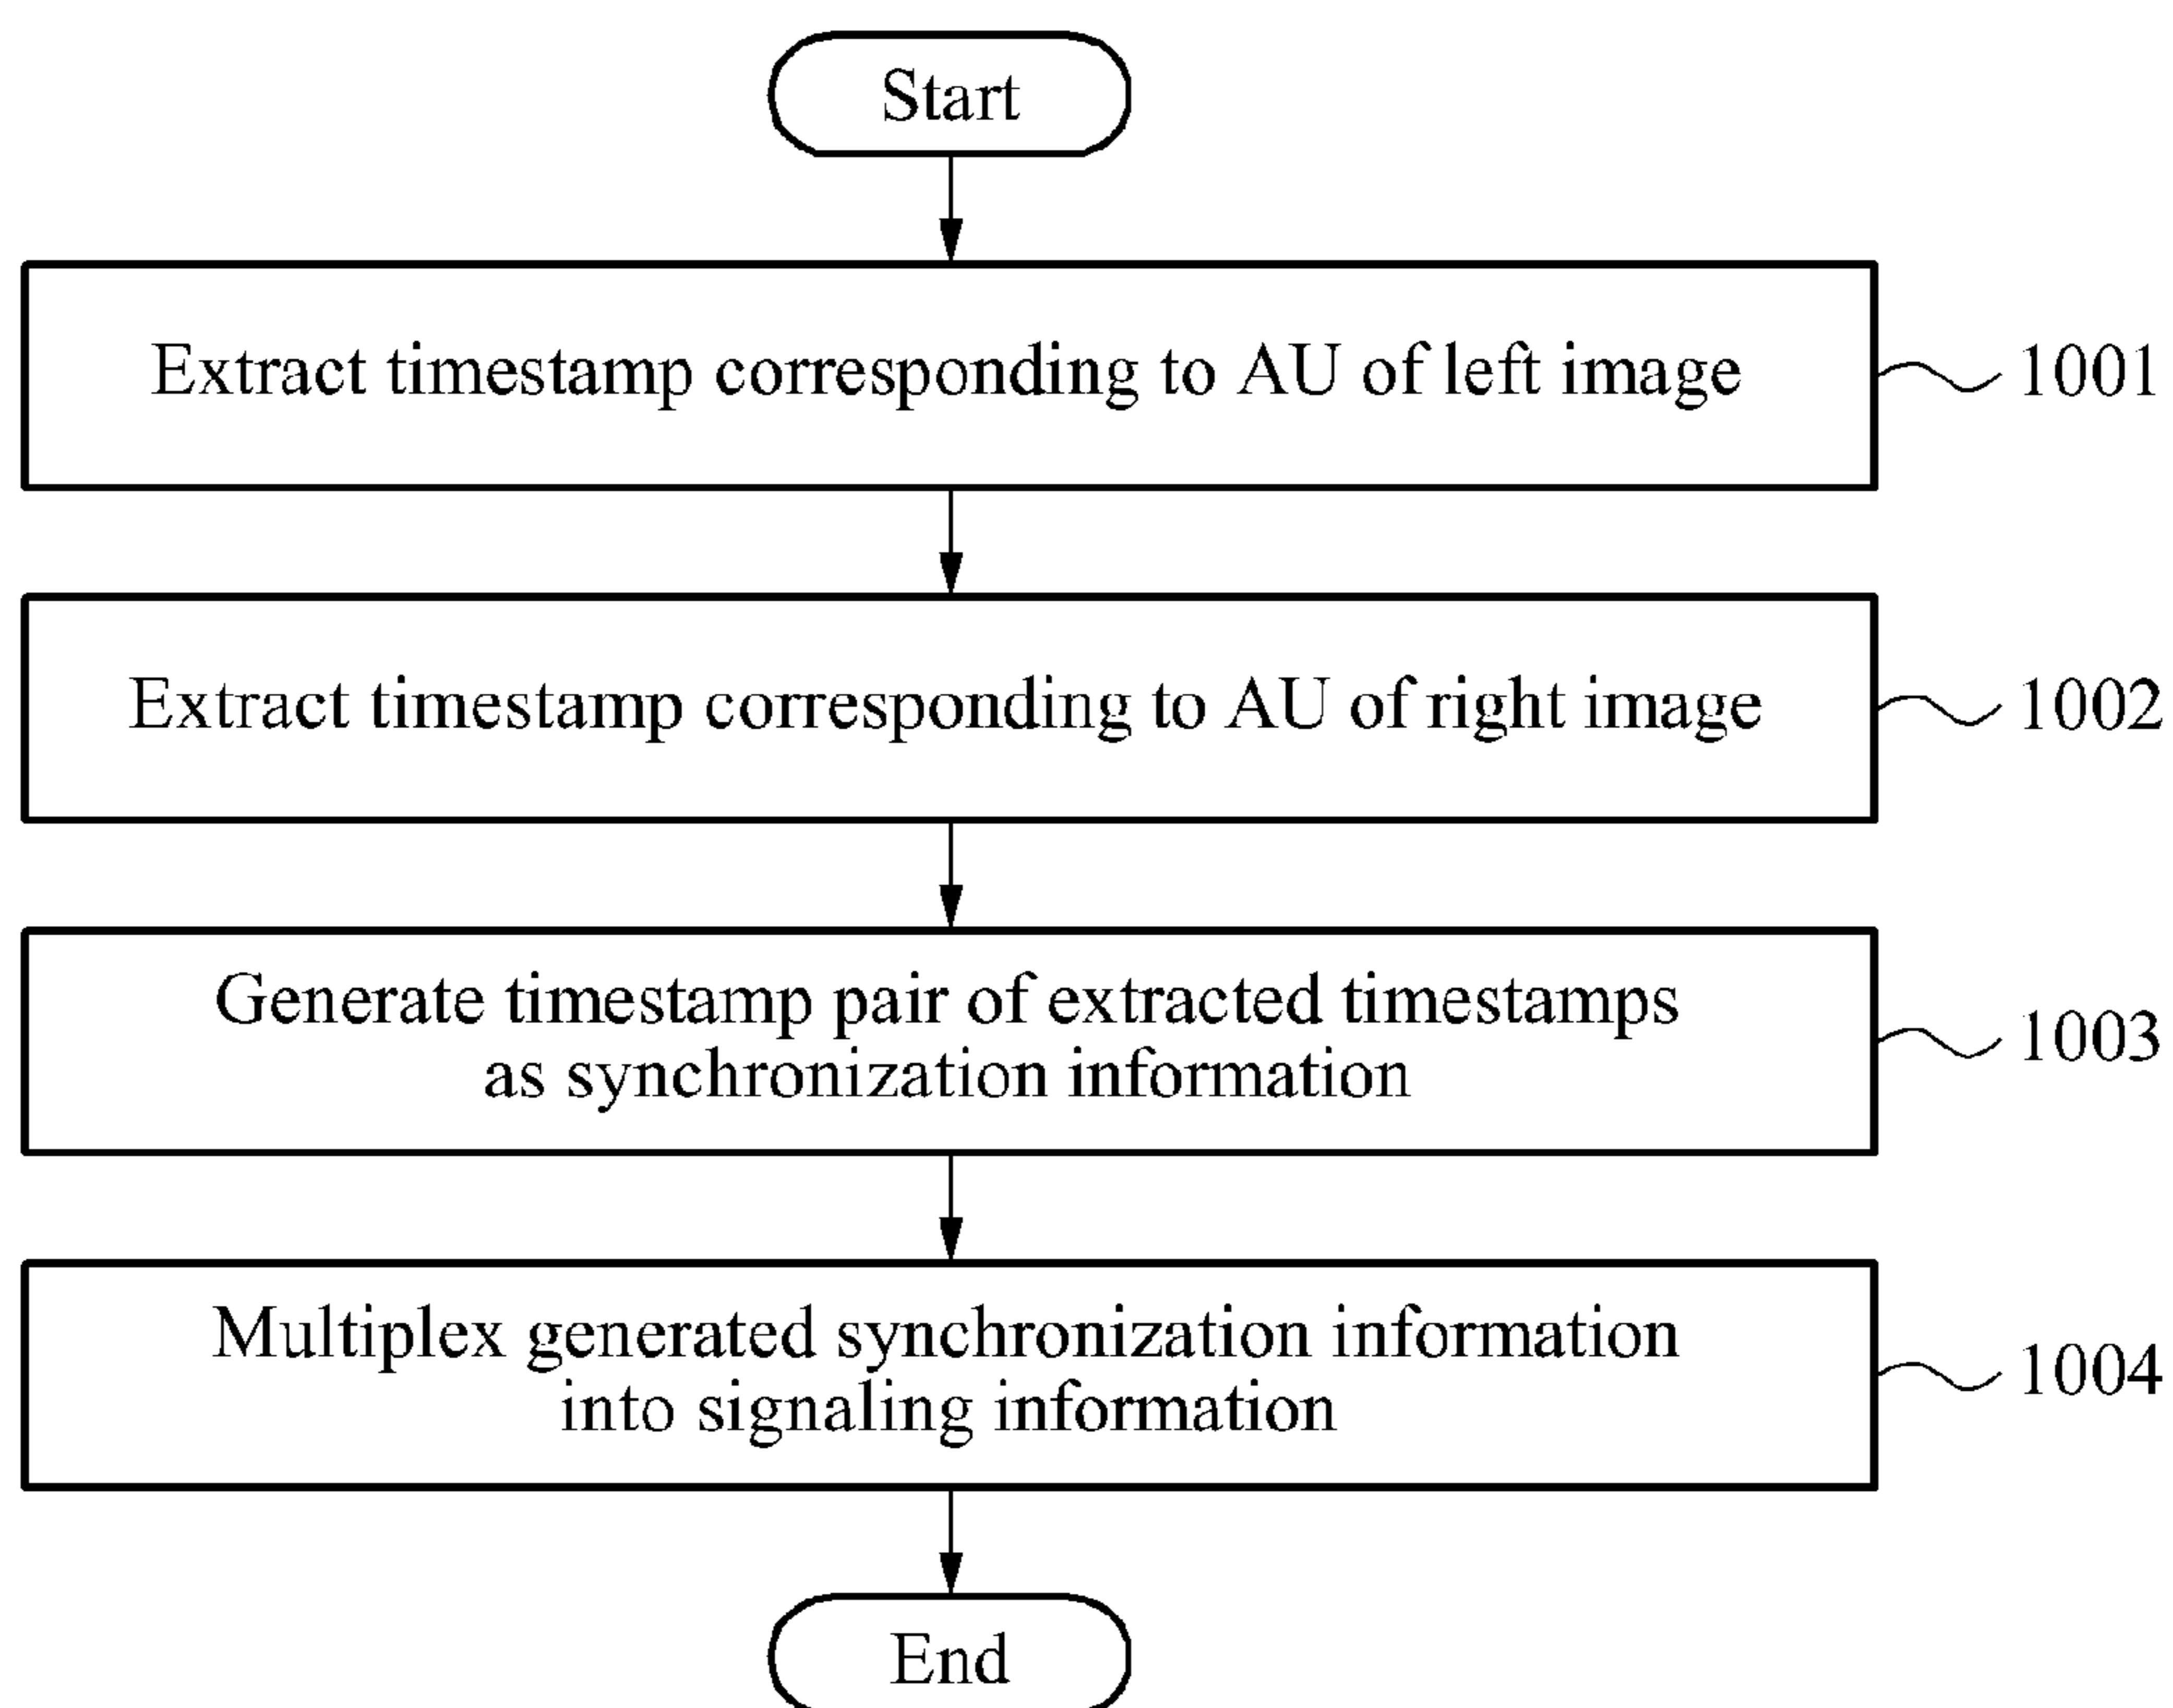 Start
Extract timestamp corresponding to AU of left image
1001
Extract timestamp corresponding to AU of right image
1002
Generate timestamp pair of extracted timestamps
as synchronization information
1003
Multiplex generated synchronization information
into signaling information
1004
End